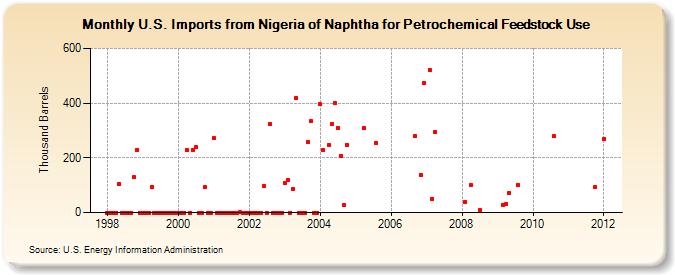 Monthly U.S. Imports from Nigeria of Naphtha for Petrochemical Feedstock Use
Thousand Barrels
600
400
200
0
1998 2000 2002 2004 2006 2008 2010 2012
Source: U.S. Energy Information Administration